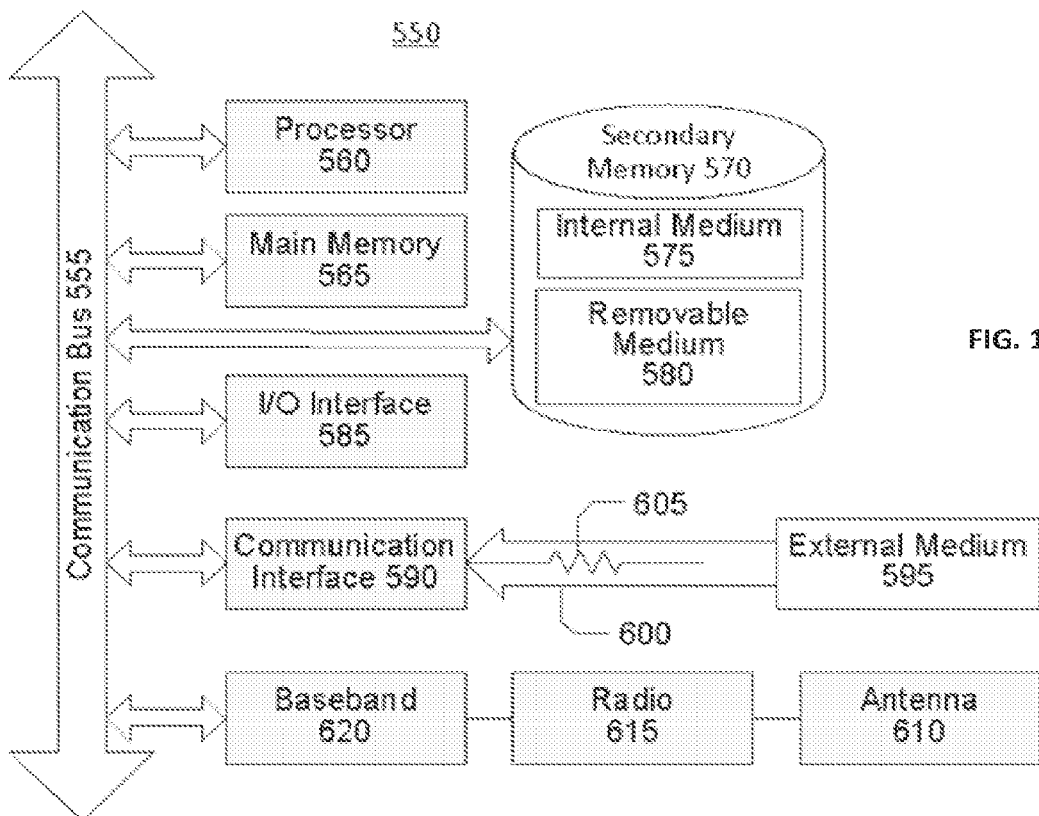 550
Processor
560
Secondary
Memory 570
Internal Medium
575
Main Memory
565
Removable
Medium
580
FIG. 1
I/O Interface
585
Communication Bus 555
605
Communication
Interface 590
External Medium
595
600
Baseband
620
Radio
615
Antenna
610